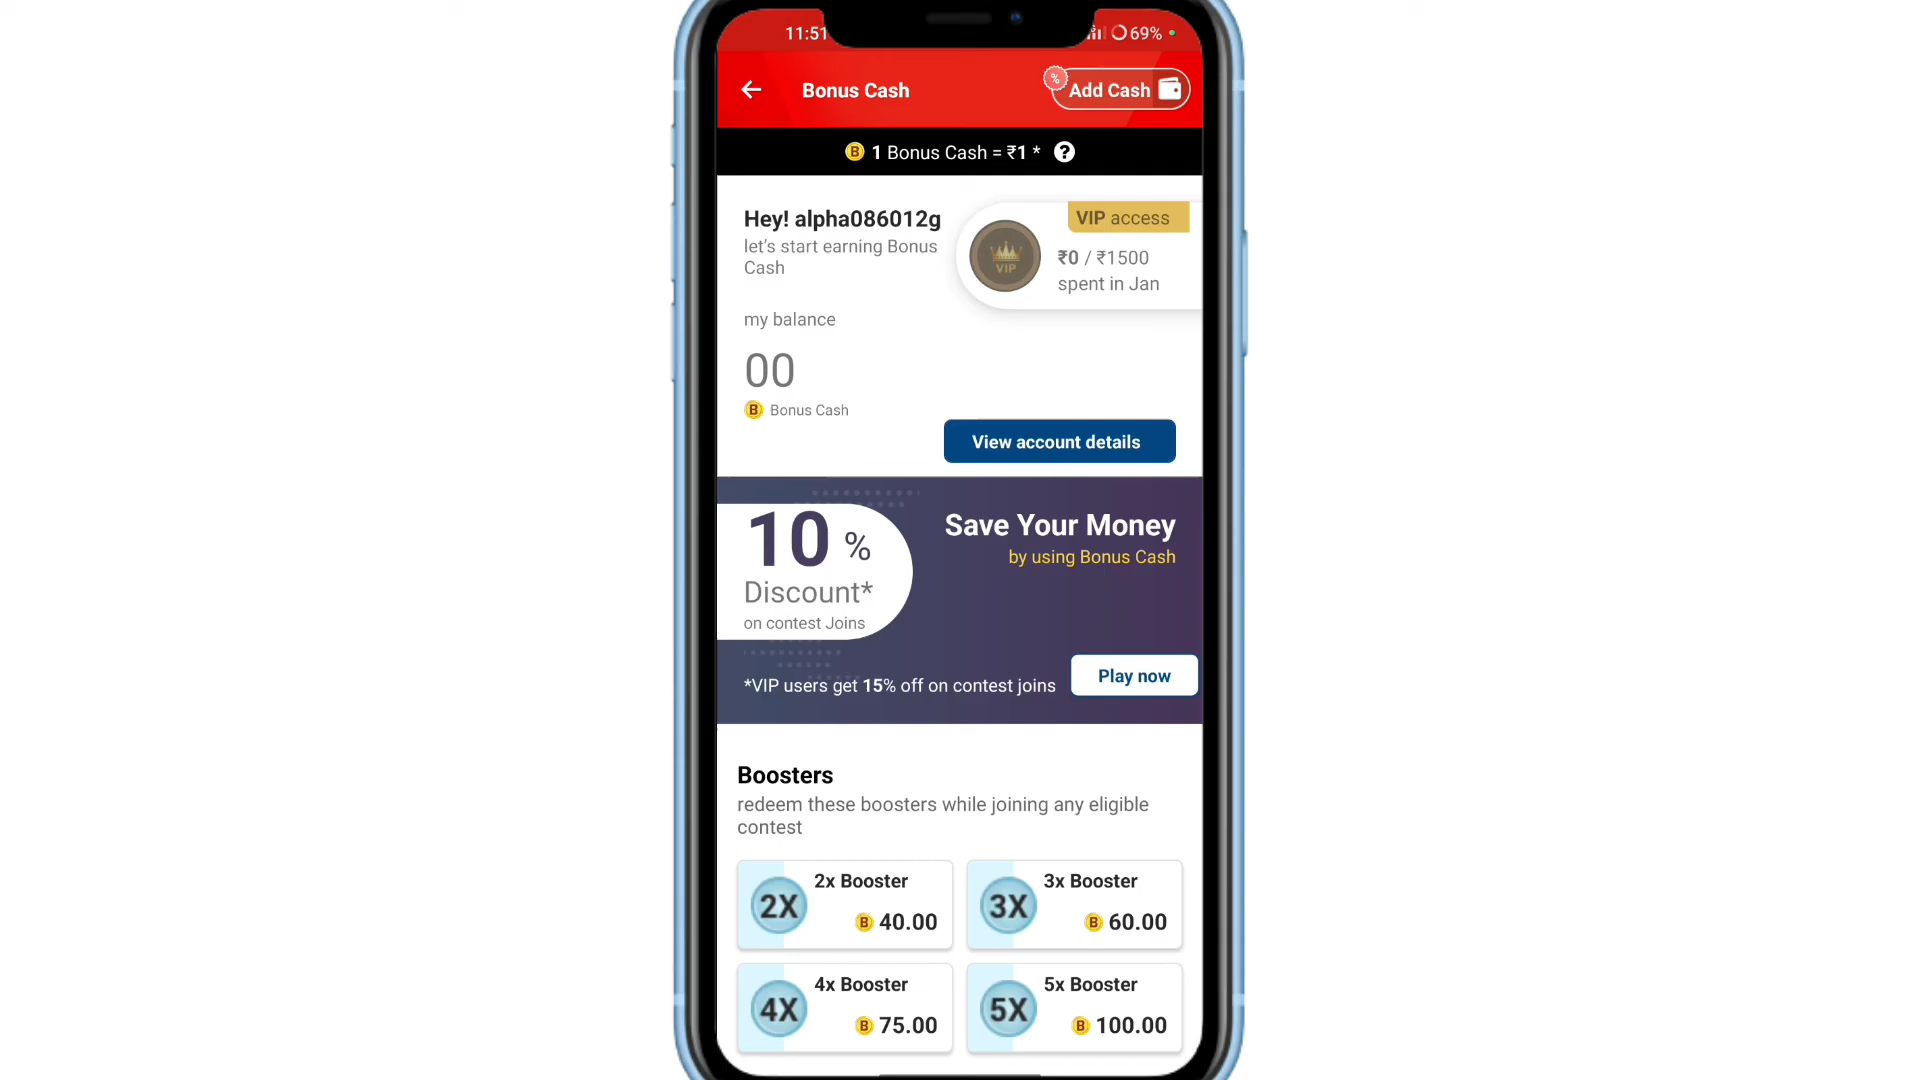 11:51
69%
Bonus Cash
%
Add Cash
B 1 Bonus Cash = ₹1 * ?
Hey! alpha086012g
let's start earning Bonus
Cash
VIP access
VIP
₹0 / ₹1500
spent in Jan
my balance
00
B Bonus Cash
View account details
10 %
Discount*
on contest Joins
Save Your Money
by using Bonus Cash
*VIP users get 15% off on contest joins
Play now
Boosters
redeem these boosters while joining any eligible
contest
2X
2x Booster
B 40.00
3X
3x Booster
B 60.00
4X
4x Booster
B 75.00
5X
5x Booster
B 100.00